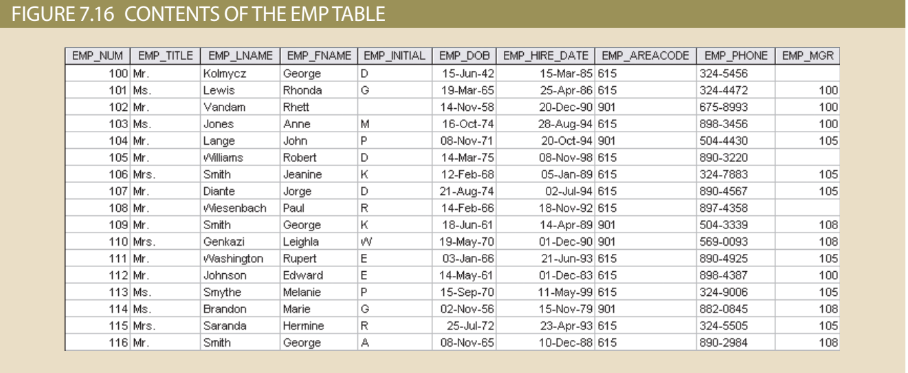 FIGURE 7.16 CONTENTS OF THE EMP TABLE
EMP_NUM EMP_TITLE EMP_LNAME EMP_FNAME EMP_INITIAL EMP_DOB EMP_HIRE_DATE EMP_AREACODE EMP_PHONE EMP_MGR
100 Mr. Kolmycz George D 15-Jun-42 15-Mar-85 615 324-5456
101 Ms. Lewis Rhonda G 19-Mar-65 25-Apr-86 615 324-4472 100
102 Mr. Vandam Rhett 14-Nov-58 20-Dec-90 901 675-8993 100
103 Ms. Jones Anne M 16-Oct-74 28-Aug-94 615 898-3456 100
104 Mr. Lange John P 08-Nov-71 20-Oct-94 901 504-4430 105
105 Mr. Williams Robert D 14-Mar-75 08-Nov-98 615 890-3220
106 Mrs. Smith Jeanine K 12-Feb-68 05-Jan-89 615 324-7883 105
107 Mr. Diante Jorge D 21-Aug-74 02-Jul-94 615 890-4567 105
108 Mr. Wiesenbach Paul R 14-Feb-66 18-Nov-92 615 897-4358
109 Mr. Smith George K 18-Jun-61 14-Apr-89 901 504-3339 108
110 Mrs. Genkazi Leighla W 19-May-70 01-Dec-90 901 569-0093 108
111 Mr. Washington Rupert E 03-Jan-66 21-Jun-93 615 890-4925 105
112 Mr. Johnson Edward E 14-May-61 01-Dec-83 615 898-4387 100
113 Ms. Smythe Melanie P 15-Sep-70 11-May-99 615 324-9006 105
114 Ms. Brandon Marie G 02-Nov-56 15-Nov-79 901 882-0845 108
115 Mrs. Saranda Hermine R 25-Jul-72 23-Apr-93 615 324-5505 105
116 Mr. Smith George A 08-Nov-65 10-Dec-88 615 890-2984 108